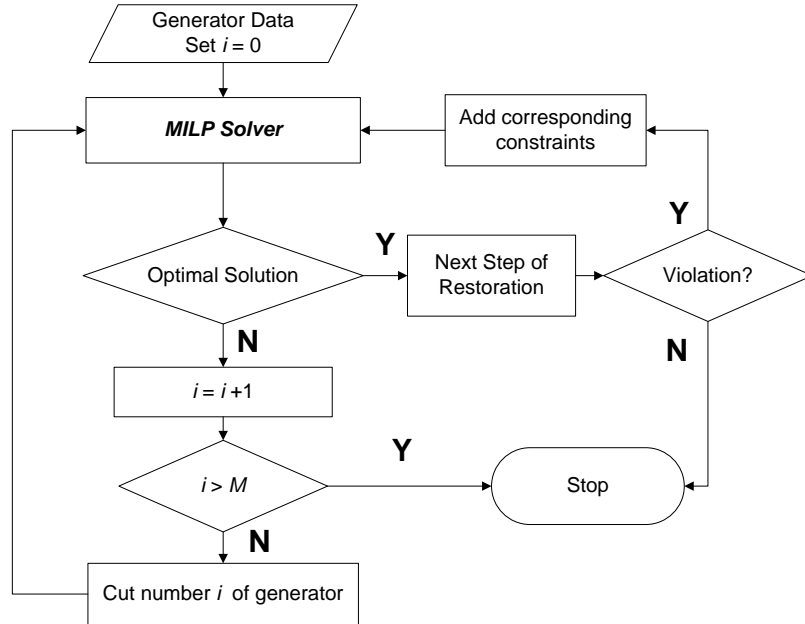 Generator Data
Set i = 0
MILP Solver
Add corresponding
constraints
Y
Optimal Solution
Y
Next Step of
Restoration
Violation?
N
N
i = i +1
i > M
Y
Stop
N
Cut number i of generator